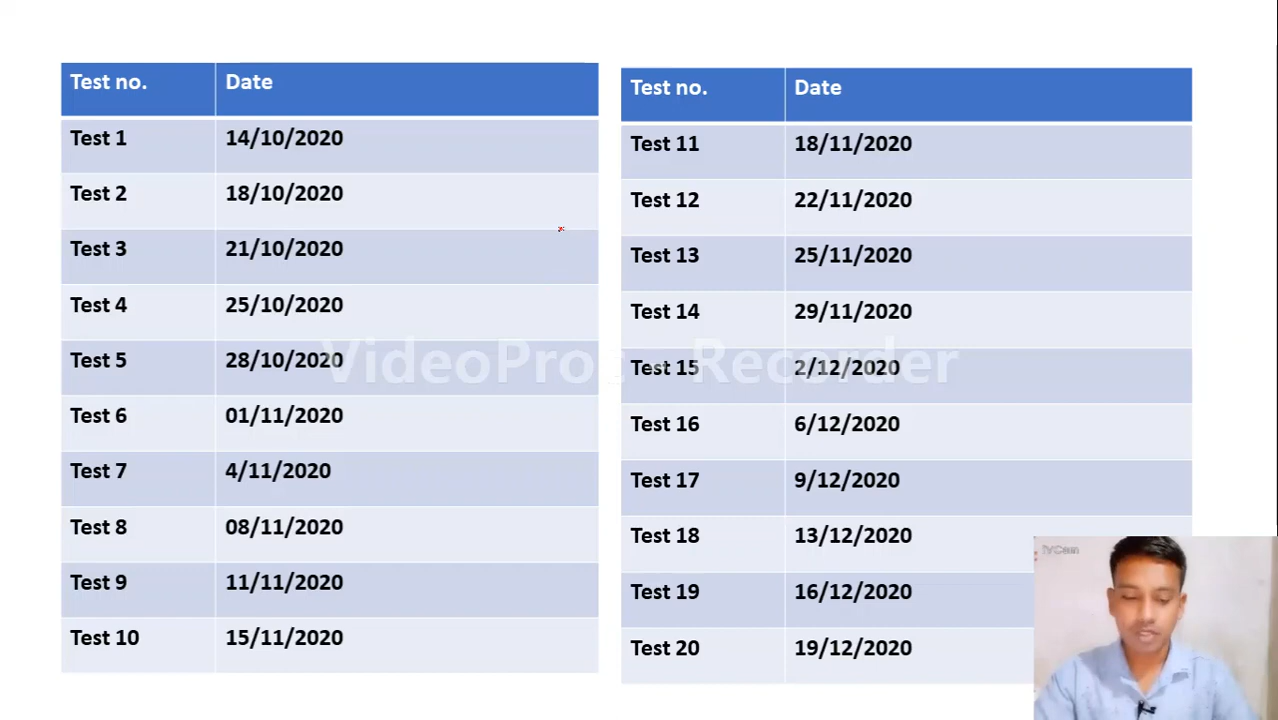 Test no. Date
Test 1 14/10/2020
Test 2 18/10/2020
Test 3 21/10/2020
Test 4 25/10/2020
Test 5 28/10/2020
Test 6 01/11/2020
Test 7 4/11/2020
Test 8 08/11/2020
Test 9 11/11/2020
Test 10 15/11/2020
Test no. Date
Test 11 18/11/2020
Test 12 22/11/2020
Test 13 25/11/2020
Test 14 29/11/2020
Test 15 2/12/2020
Test 16 6/12/2020
Test 17 9/12/2020
Test 18 13/12/2020
Test 19 16/12/2020
Test 20 19/12/2020
Recorder